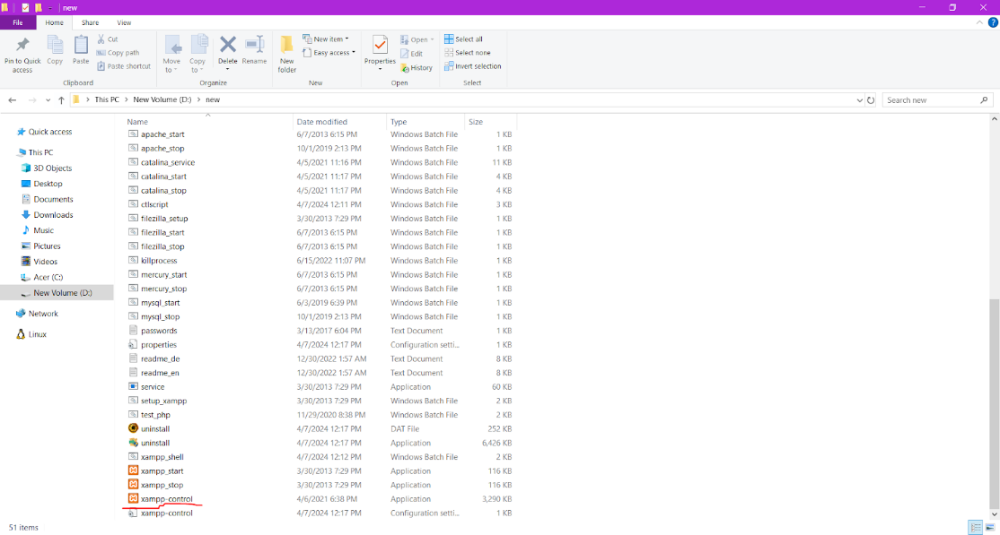 new
File Home Share View
Pin to Quick access
Copy
Paste
Cut
Copy path
Paste shortcut
Clipboard
Move to
Copy to
Delete
Rename
Organize
New folder
New item
Easy access
New
Properties
Open
Edit
History
Open
Select all
Select none
Invert selection
Select
This PC > New Volume (D:) > new
Search new
Quick access
This PC
3D Objects
Desktop
Documents
Downloads
Music
Pictures
Videos
Acer (C:)
New Volume (D:)
Network
Linux
Name Date modified Type Size
apache_start 6/7/2013 6:15 PM Windows Batch File 1 KB
apache_stop 10/1/2019 2:13 PM Windows Batch File 1 KB
catalina_service 4/5/2021 11:16 PM Windows Batch File 11 KB
catalina_start 4/5/2021 11:17 PM Windows Batch File 4 KB
catalina_stop 4/5/2021 11:17 PM Windows Batch File 4 KB
ctlscript 4/7/2024 12:11 PM Windows Batch File 3 KB
filezilla_setup 3/30/2013 7:29 PM Windows Batch File 1 KB
filezilla_start 6/7/2013 6:15 PM Windows Batch File 1 KB
filezilla_stop 6/7/2013 6:15 PM Windows Batch File 1 KB
killprocess 6/15/2022 11:07 PM Windows Batch File 1 KB
mercury_start 6/7/2013 6:15 PM Windows Batch File 1 KB
mercury_stop 6/7/2013 6:15 PM Windows Batch File 1 KB
mysql_start 6/3/2019 6:39 PM Windows Batch File 1 KB
mysql_stop 10/1/2019 2:13 PM Windows Batch File 1 KB
passwords 3/13/2017 6:04 PM Text Document 1 KB
properties 4/7/2024 12:17 PM Configuration setti... 1 KB
readme_de 12/30/2022 1:57 AM Text Document 8 KB
readme_en 12/30/2022 1:57 AM Text Document 8 KB
service 3/30/2013 7:29 PM Application 60 KB
setup_xampp 3/30/2013 7:29 PM Windows Batch File 2 KB
test_php 11/29/2020 8:38 PM Windows Batch File 2 KB
uninstall 4/7/2024 12:17 PM DAT File 252 KB
uninstall 4/7/2024 12:17 PM Application 6,426 KB
xampp_shell 4/7/2024 12:12 PM Windows Batch File 2 KB
xampp_start 3/30/2013 7:29 PM Application 116 KB
xampp_stop 3/30/2013 7:29 PM Application 116 KB
xampp-control 4/6/2021 6:38 PM Application 3,290 KB
xampp-control 4/7/2024 12:17 PM Configuration setti... 1 KB
51 items